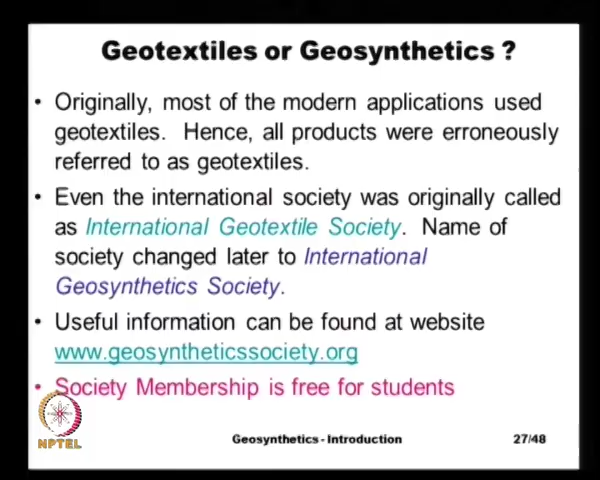 Geotextiles or Geosynthetics ?
• Originally, most of the modern applications used
geotextiles. Hence, all products were erroneously
referred to as geotextiles.
• Even the international society was originally called
as International Geotextile Society. Name of
society changed later to International
Geosynthetics Society.
• Useful information can be found at website
www.geosyntheticssociety.org
• Society Membership is free for students
NPTEL
Geosynthetics - Introduction
27/48